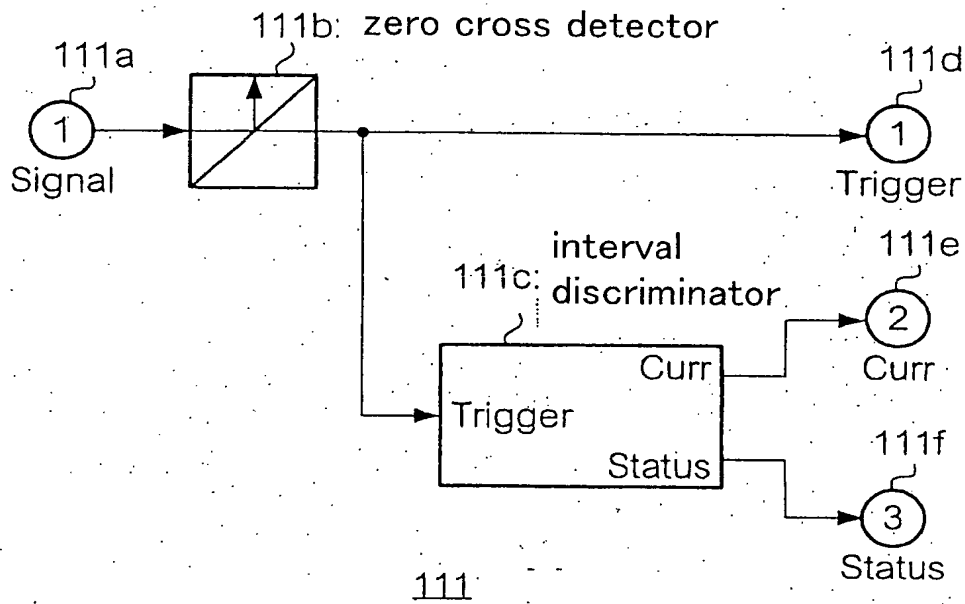 111b: zero cross detector
111a
111d
1
1
Signal
Trigger
interval
111c: discriminator
111e
2
Curr
Curr
Trigger
Status
111f
3
Status
111